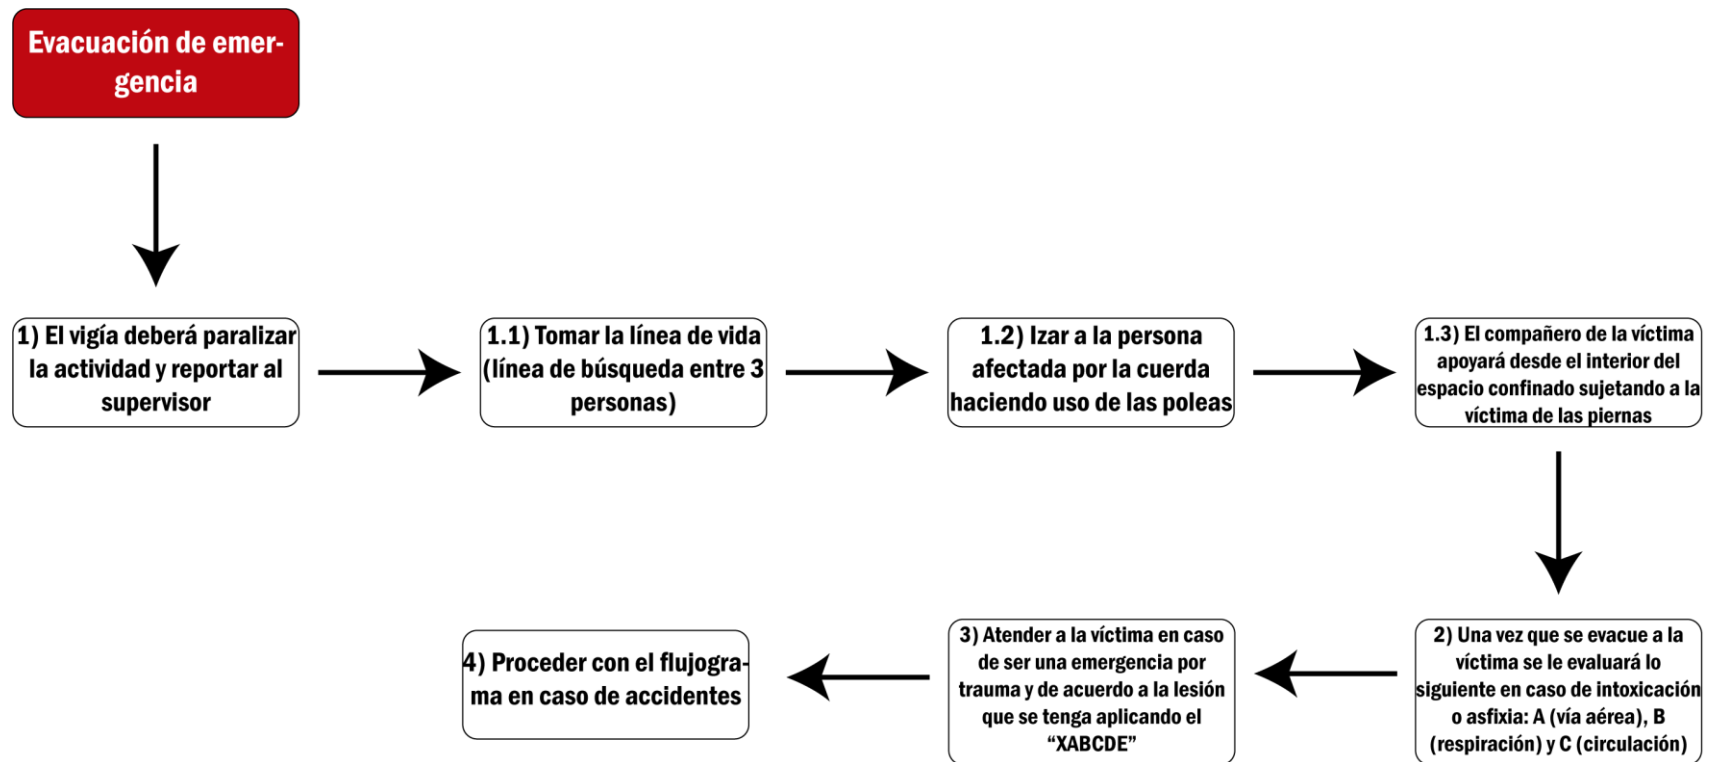 Evacuación de emer-
gencia
1) El vigía deberá paralizar
la actividad y reportar al
supervisor
1.1) Tomar la línea de vida
(línea de búsqueda entre 3
personas)
1.2) Izar a la persona
afectada por la cuerda
haciendo uso de las poleas
1.3) El compañero de la víctima
apoyará desde el interior del
espacio confinado sujetando a la
víctima de las piernas
2) Una vez que se evacue a la
víctima se le evaluará lo
siguiente en caso de intoxicación
o asfixia: A (vía aérea), B
(respiración) y C (circulación)
3) Atender a la víctima en caso
de ser una emergencia por
trauma y de acuerdo a la lesión
que se tenga aplicando el
“XABCDE”
4) Proceder con el flujogra-
ma en caso de accidentes